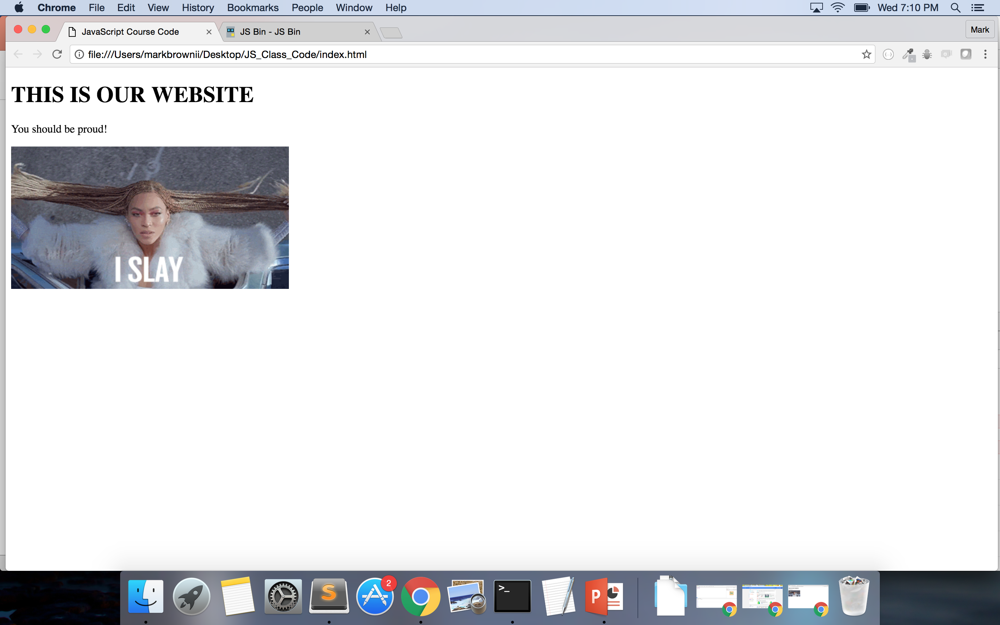 Chrome File Edit View History Bookmarks People Window Help Wed 7:10 PM
JavaScript Course Code JS Bin - JS Bin Mark
file:///Users/markbrownii/Desktop/JS_Class_Code/index.html
THIS IS OUR WEBSITE
You should be proud!
I SLAY
2
S
>_
P